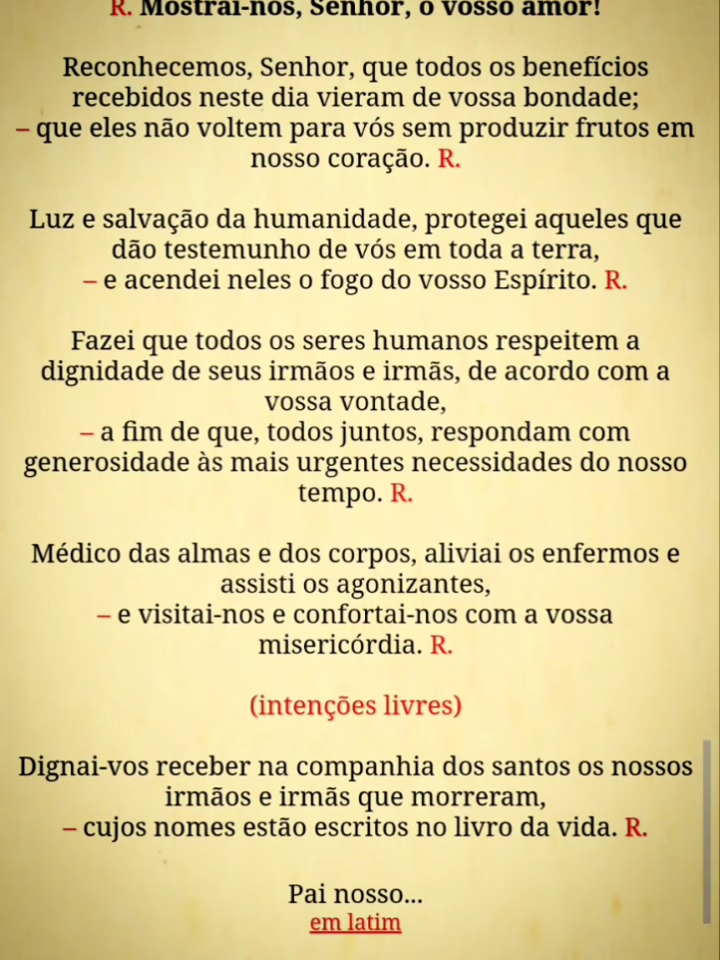 R. Mostrai-nos, Senhor, o vosso amor!
Reconhecemos, Senhor, que todos os benefícios
recebidos neste dia vieram de vossa bondade;
– que eles não voltem para vós sem produzir frutos em
nosso coração. R.
Luz e salvação da humanidade, protegei aqueles que
dão testemunho de vós em toda a terra,
– e acendei neles o fogo do vosso Espírito. R.
Fazei que todos os seres humanos respeitem a
dignidade de seus irmãos e irmãs, de acordo com a
vossa vontade,
– a fim de que, todos juntos, respondam com
generosidade às mais urgentes necessidades do nosso
tempo. R.
Médico das almas e dos corpos, aliviai os enfermos e
assisti os agonizantes,
– e visitai-nos e confortai-nos com a vossa
misericórdia. R.
(intenções livres)
Dignai-vos receber na companhia dos santos os nossos
irmãos e irmãs que morreram,
– cujos nomes estão escritos no livro da vida. R.
Pai nosso...
em latim